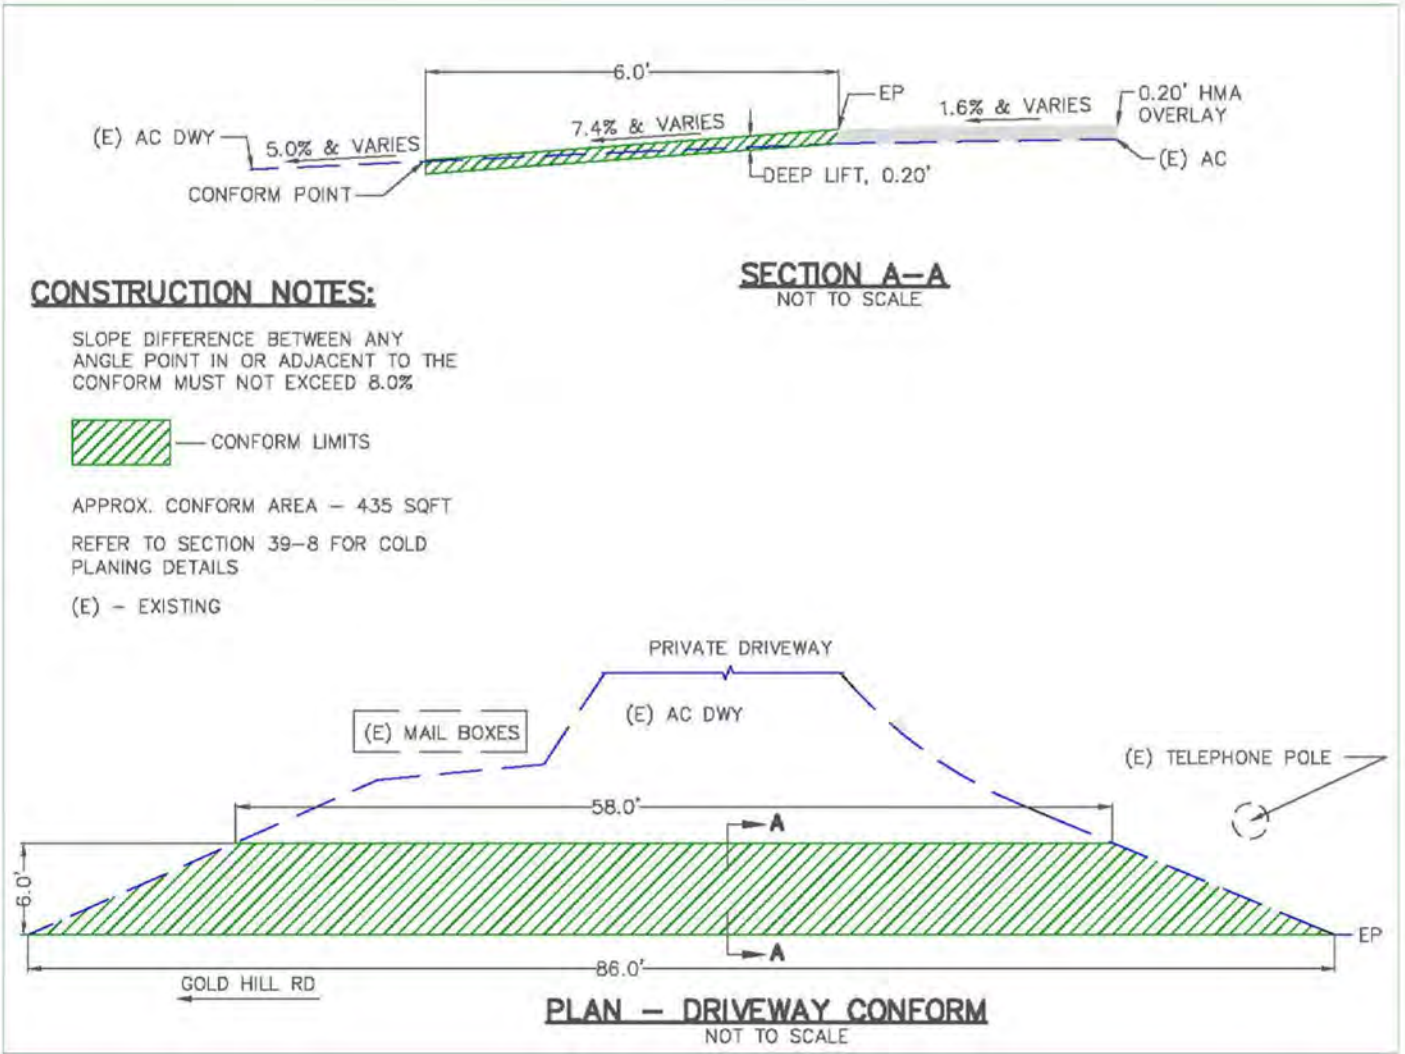 6.0'
EP
1.6% & VARIES
0.20' HMA
OVERLAY
(E) AC DWY
5.0% & VARIES
7.4% & VARIES
(E) AC
DEEP LIFT, 0.20'
CONFORM POINT
SECTION A-A
NOT TO SCALE
CONSTRUCTION NOTES:
SLOPE DIFFERENCE BETWEEN ANY
ANGLE POINT IN OR ADJACENT TO THE
CONFORM MUST NOT EXCEED 8.0%
CONFORM LIMITS
APPROX. CONFORM AREA – 435 SQFT
REFER TO SECTION 39-8 FOR COLD
PLANING DETAILS
(E) – EXISTING
PRIVATE DRIVEWAY
(E) AC DWY
(E) MAIL BOXES
(E) TELEPHONE POLE
58.0'
A
6.0'
A
EP
86.0'
GOLD HILL RD
PLAN – DRIVEWAY CONFORM
NOT TO SCALE